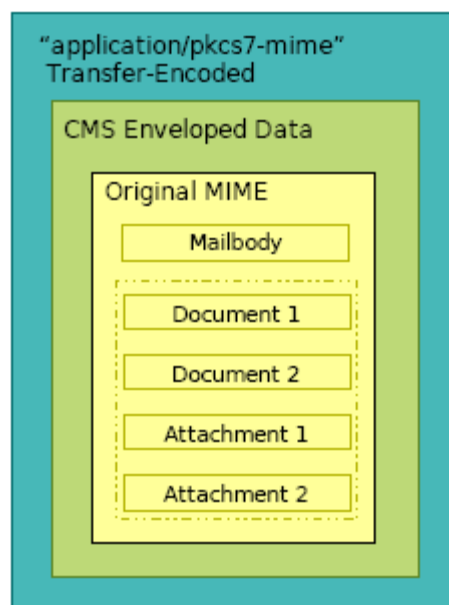 “application/pkcs7-mime”
Transfer-Encoded
CMS Enveloped Data
Original MIME
Mailbody
Document 1
Document 2
Attachment 1
Attachment 2